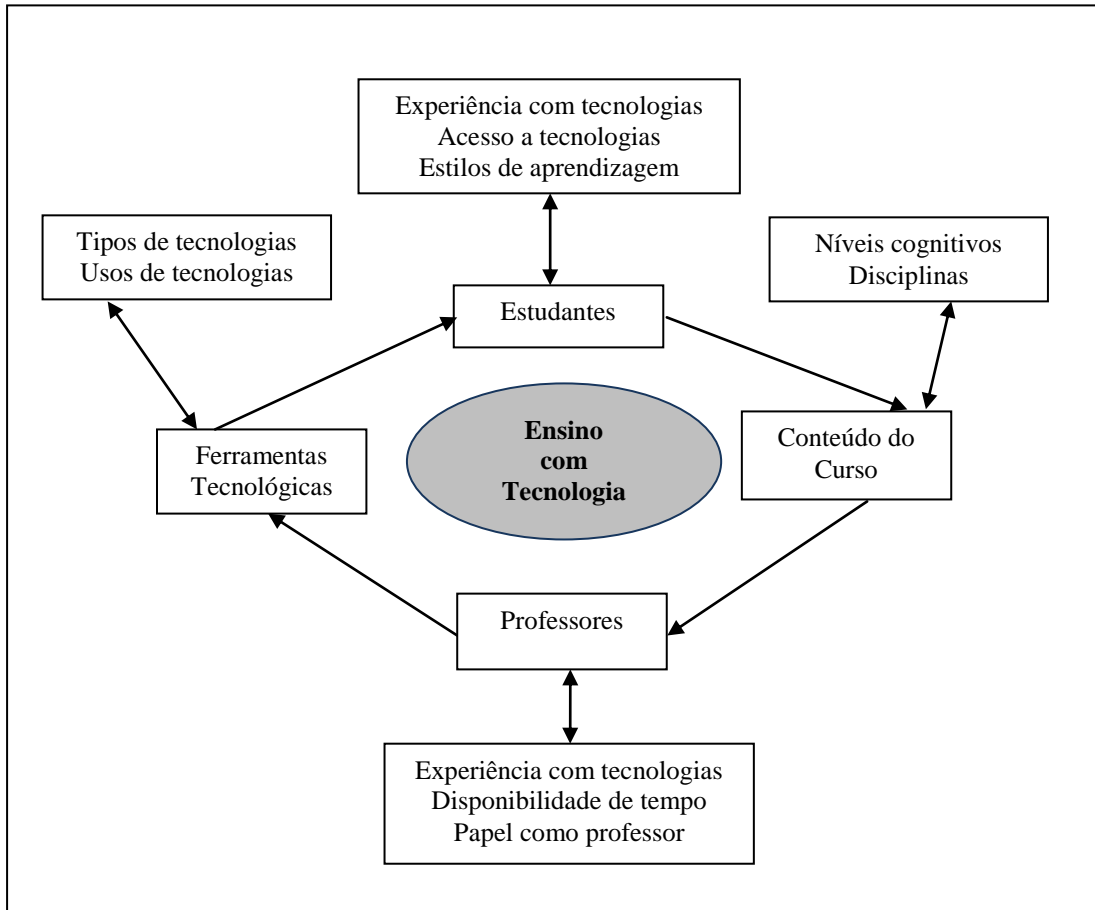 Experiência com tecnologias
Acesso a tecnologias
Estilos de aprendizagem
Tipos de tecnologias
Usos de tecnologias
Níveis cognitivos
Disciplinas
Estudantes
Ferramentas
Tecnológicas
Ensino
com
Tecnologia
Conteúdo do
Curso
Professores
Experiência com tecnologias
Disponibilidade de tempo
Papel como professor